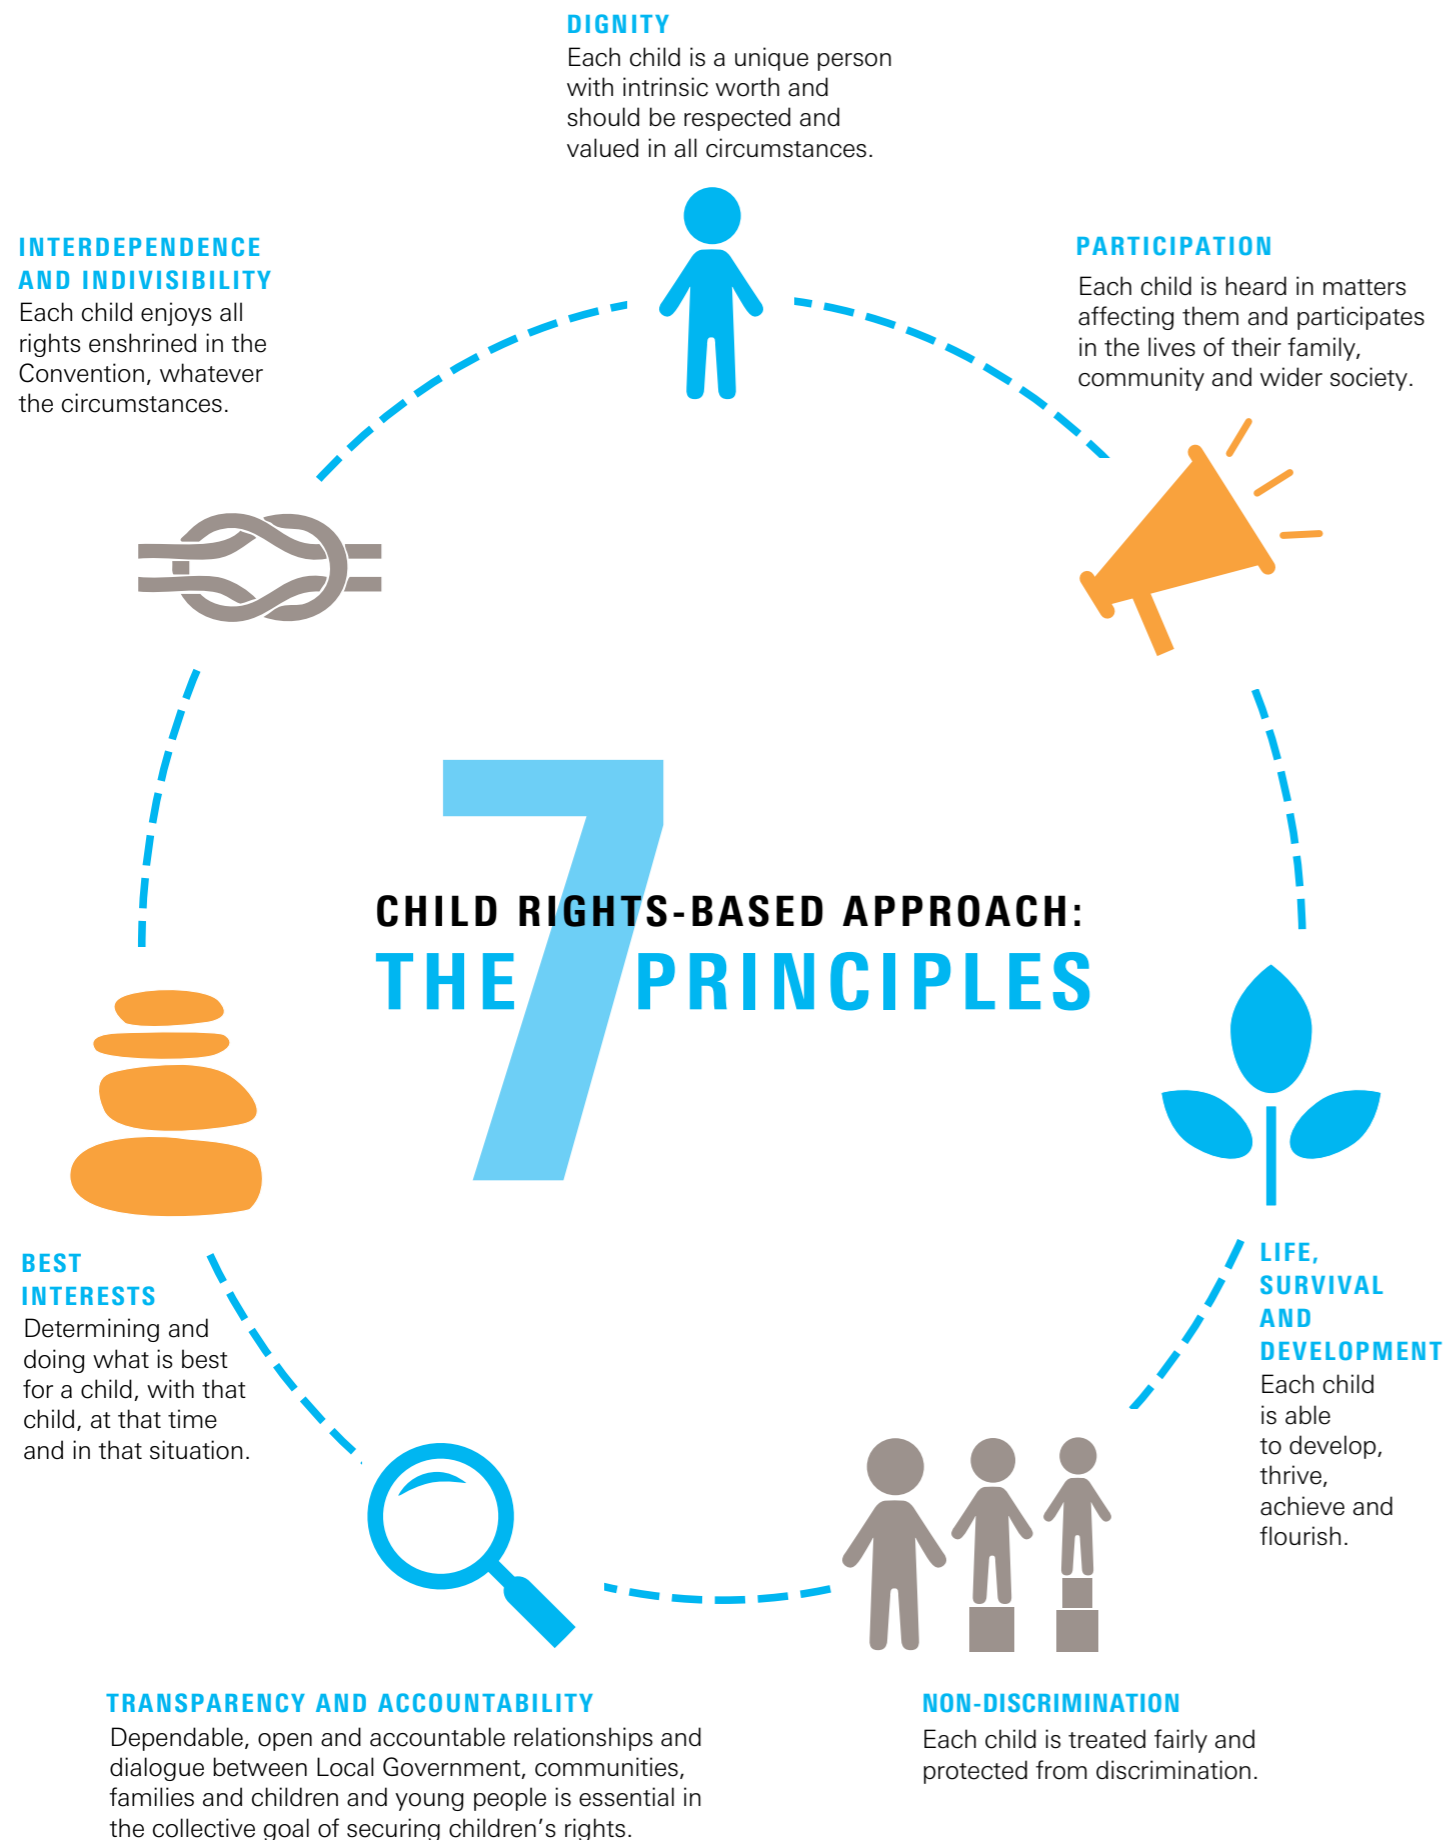 DIGNITY
Each child is a unique person
with intrinsic worth and
should be respected and
valued in all circumstances.
INTERDEPENDENCE
AND INDIVISIBILITY
Each child enjoys all
rights enshrined in the
Convention, whatever
the circumstances.
PARTICIPATION
Each child is heard in matters
affecting them and participates
in the lives of their family,
community and wider society.
CHILD RIGHTS-BASED APPROACH:
THE 7 PRINCIPLES
BEST
INTERESTS
Determining and
doing what is best
for a child, with that
child, at that time
and in that situation.
LIFE,
SURVIVAL
AND
DEVELOPMENT
Each child
is able
to develop,
thrive,
achieve and
flourish.
TRANSPARENCY AND ACCOUNTABILITY
Dependable, open and accountable relationships and
dialogue between Local Government, communities,
families and children and young people is essential in
the collective goal of securing children's rights.
NON-DISCRIMINATION
Each child is treated fairly and
protected from discrimination.